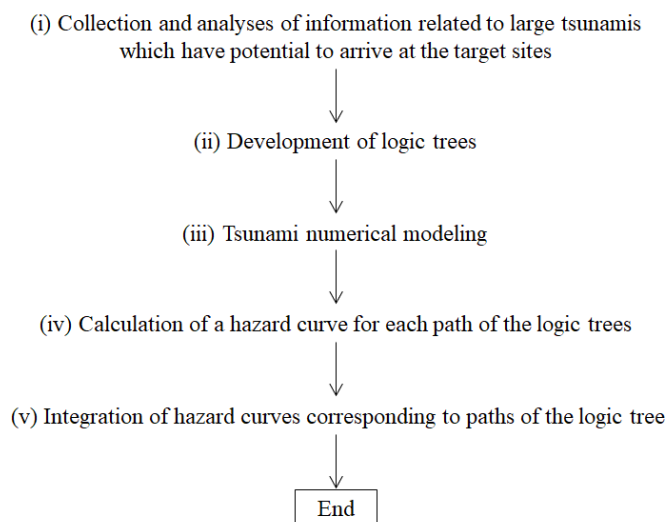 (i) Collection and analyses of information related to large tsunamis
which have potential to arrive at the target sites
(ii) Development of logic trees
(iii) Tsunami numerical modeling
(iv) Calculation of a hazard curve for each path of the logic trees
(v) Integration of hazard curves corresponding to paths of the logic tree
End